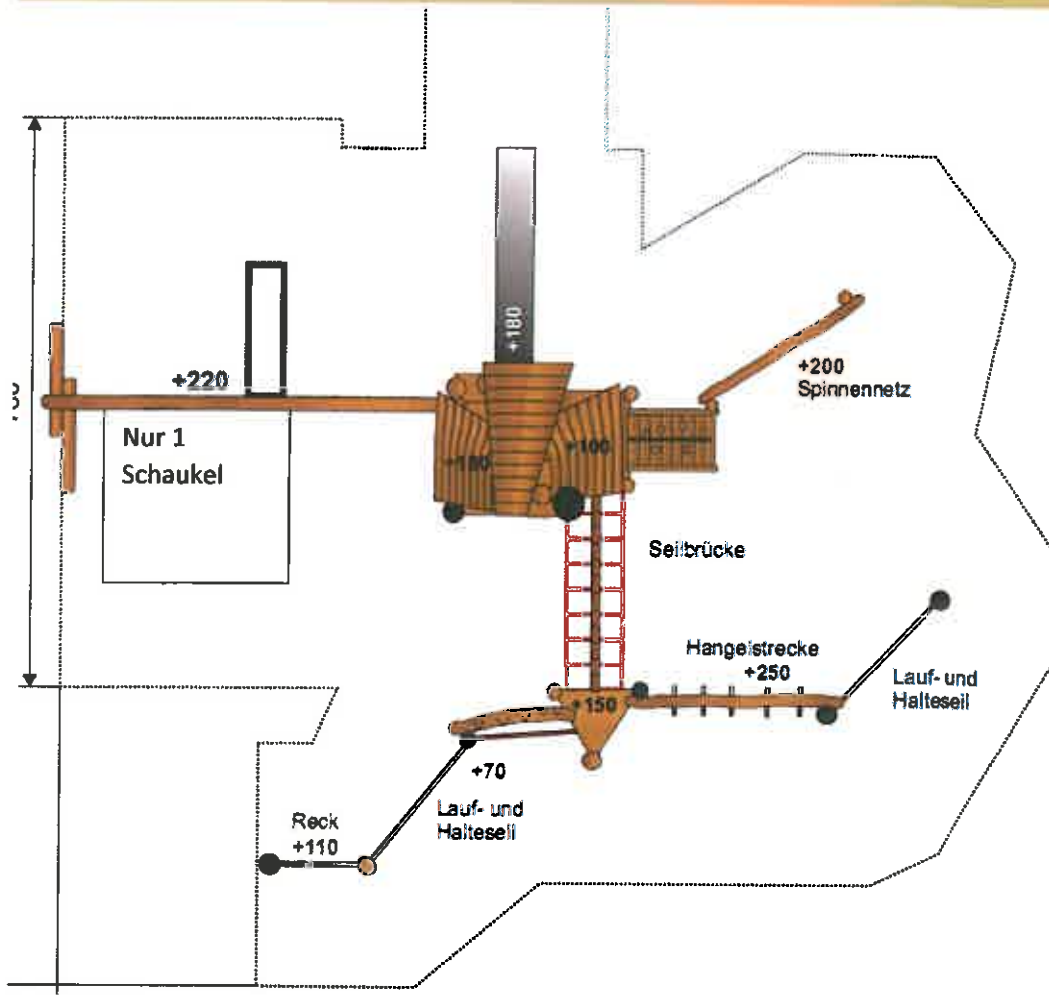 +180
+220
+200
Spinnennetz
Nur 1
Schaukel
+100
Seilbrücke
Hangelstrecke
+250
Lauf- und
Halteseil
+150
+70
Lauf- und
Halteseil
Reck
+110